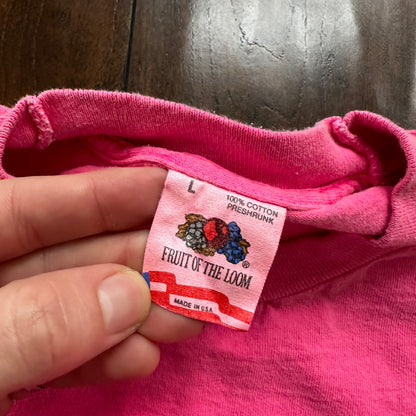 L
100% COTTON
PRESHRUNK
FRUIT OF THE LOOM®
MADE IN U.S.A.